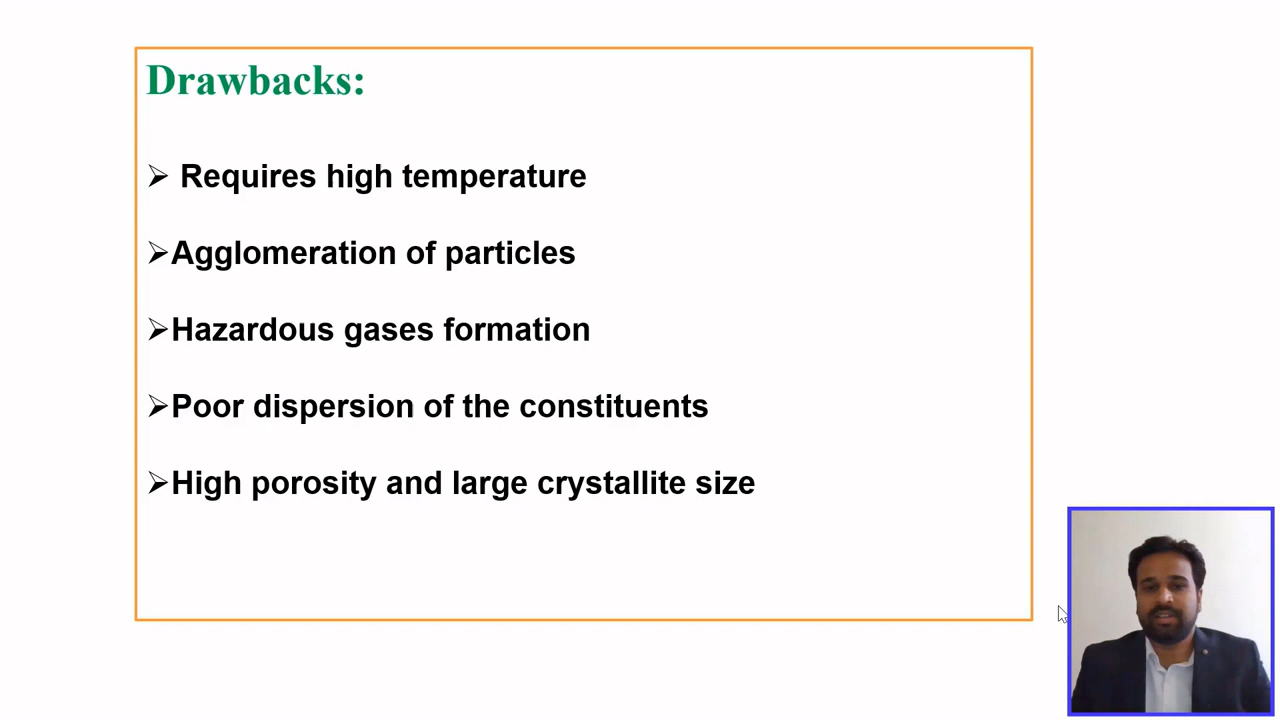 Drawbacks:
➢ Requires high temperature
➢Agglomeration of particles
➢Hazardous gases formation
➢Poor dispersion of the constituents
➢High porosity and large crystallite size